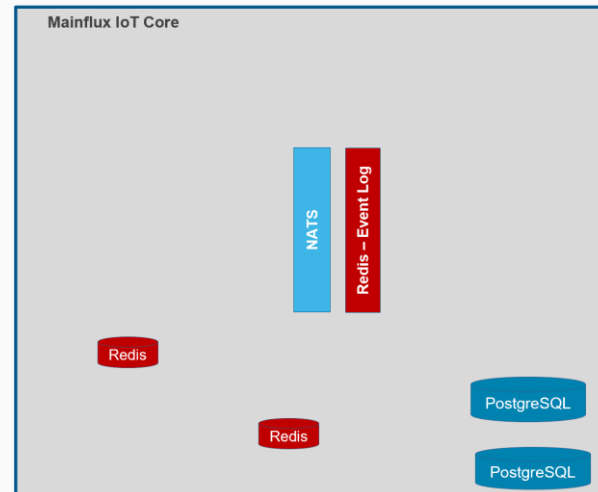 Mainflux IoT Core
NATS
Redis – Event Log
Redis
PostgreSQL
Redis
PostgreSQL